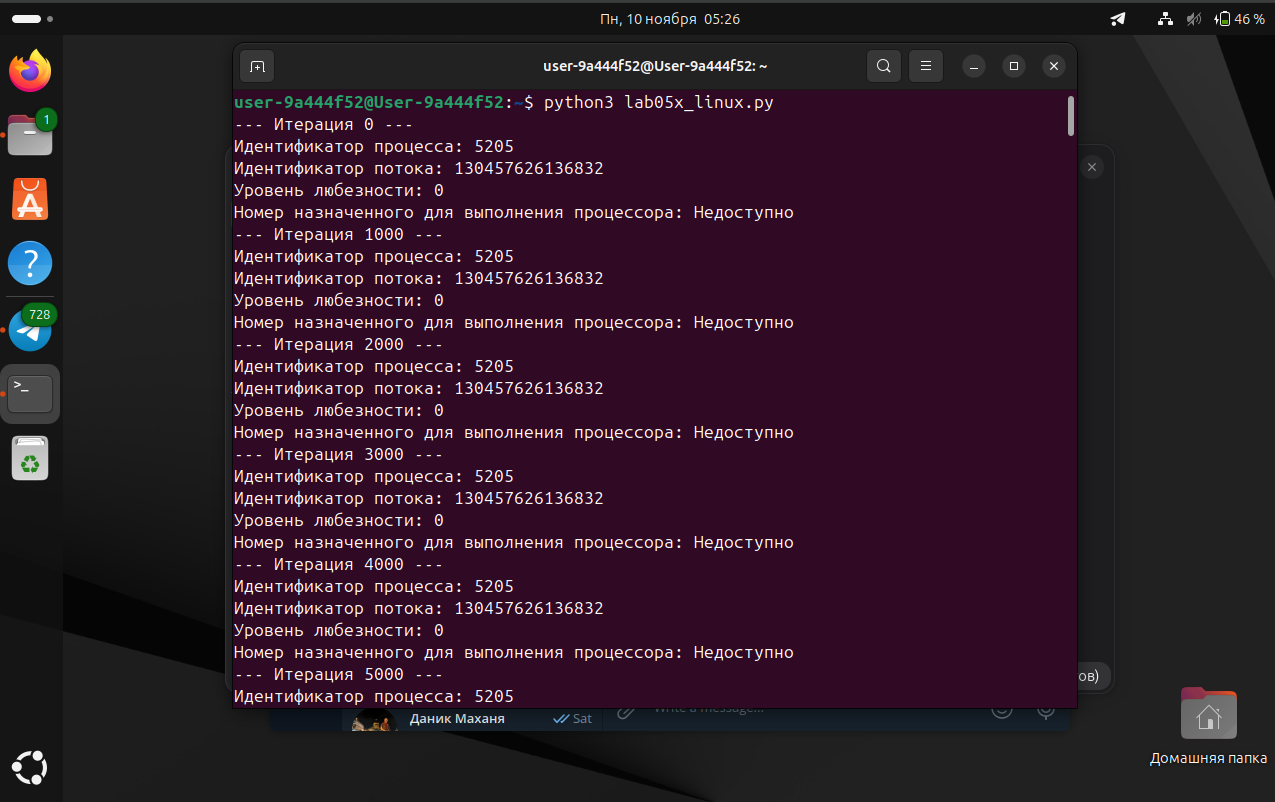 Пн, 10 ноября 05:26
46 %
user-9a444f52@User-9a444f52: ~
1
728
user-9a444f52@User-9a444f52:~$ python3 lab05x_linux.py
--- Итерация 0 ---
Идентификатор процесса: 5205
Идентификатор потока: 130457626136832
Уровень любезности: 0
Номер назначенного для выполнения процессора: Недоступно
--- Итерация 1000 ---
Идентификатор процесса: 5205
Идентификатор потока: 130457626136832
Уровень любезности: 0
Номер назначенного для выполнения процессора: Недоступно
--- Итерация 2000 ---
Идентификатор процесса: 5205
Идентификатор потока: 130457626136832
Уровень любезности: 0
Номер назначенного для выполнения процессора: Недоступно
--- Итерация 3000 ---
Идентификатор процесса: 5205
Идентификатор потока: 130457626136832
Уровень любезности: 0
Номер назначенного для выполнения процессора: Недоступно
--- Итерация 4000 ---
Идентификатор процесса: 5205
Идентификатор потока: 130457626136832
Уровень любезности: 0
Номер назначенного для выполнения процессора: Недоступно
--- Итерация 5000 ---
Идентификатор процесса: 5205
ов)
Даник Маханя
Sat
Write a message...
Домашняя папка